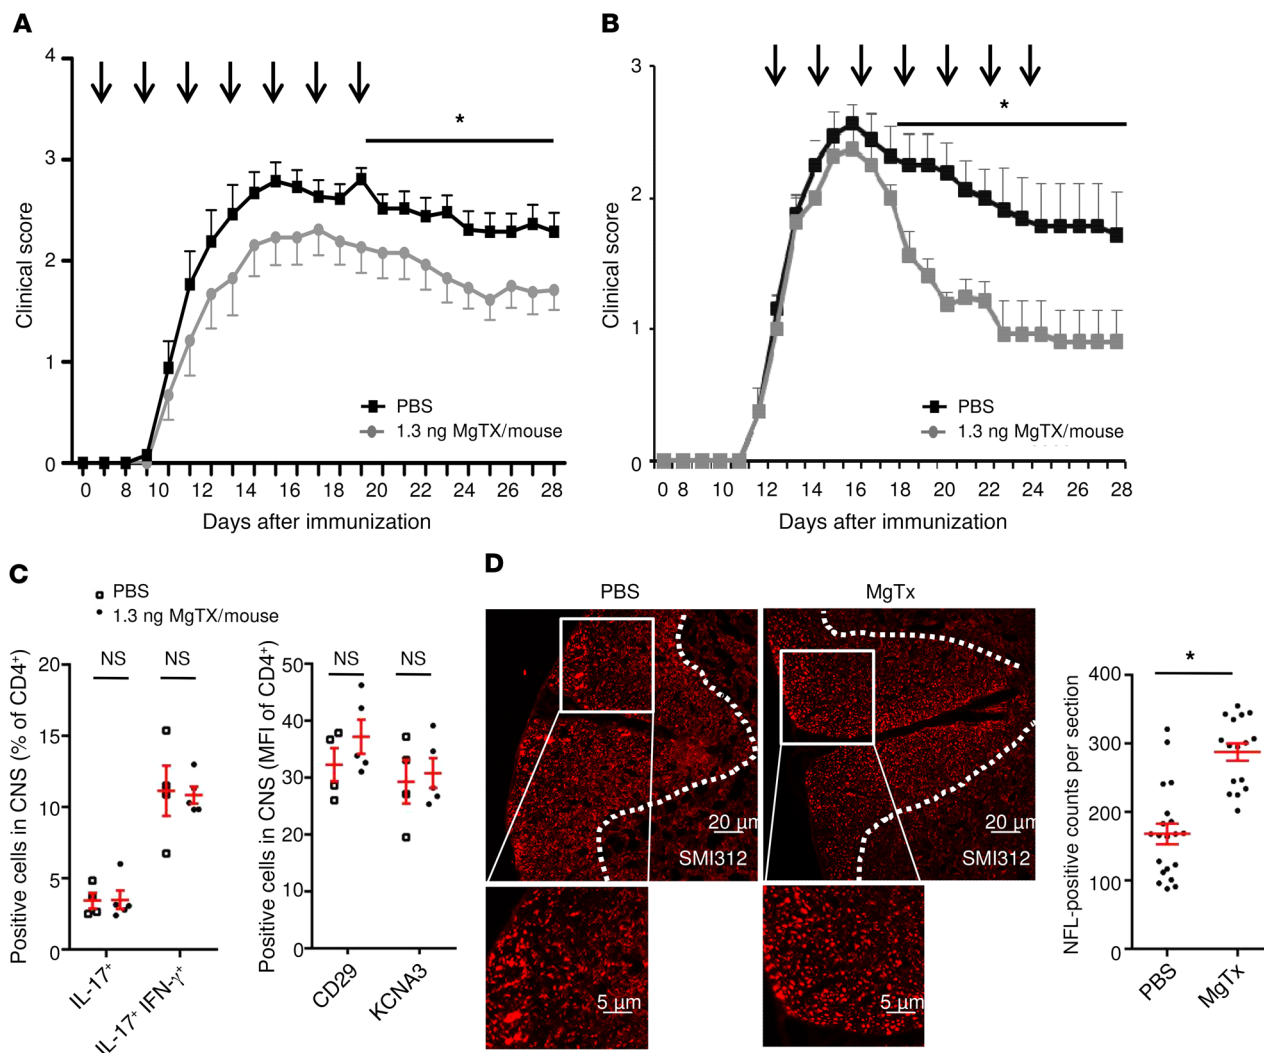 A
4
3
2
1
0
Clinical score
*
PBS
1.3 ng MgTX/mouse
0 8 10 12 14 16 18 20 22 24 26 28
Days after immunization
B
3
2
1
0
Clinical score
*
PBS
1.3 ng MgTX/mouse
0 8 10 12 14 16 18 20 22 24 26 28
Days after immunization
C
PBS
1.3 ng MgTX/mouse
Positive cells in CNS (% of CD4⁺)
20
15
10
5
0
NS NS
IL-17⁺
IL-17⁺ IFN-γ⁺
Positive cells in CNS (MFI of CD4⁺)
50
40
30
20
10
0
NS NS
CD29
KCNA3
D
PBS
MgTx
20 µm
SMI312
20 µm
SMI312
5 µm
5 µm
NFL-positive counts per section
400
300
200
100
0
*
PBS
MgTx